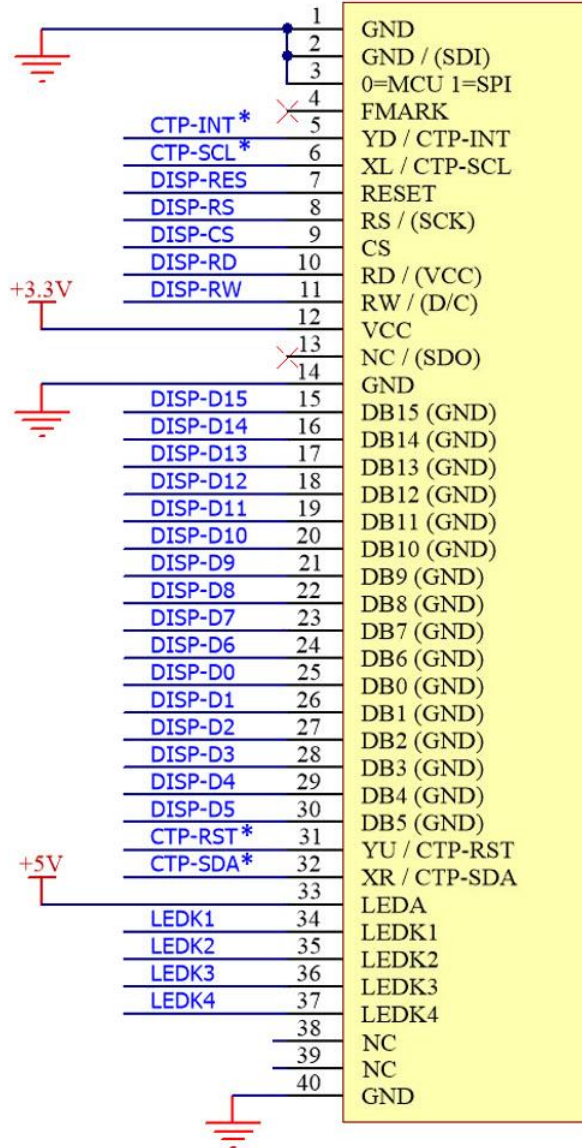 1 GND
2 GND / (SDI)
3 0=MCU 1=SPI
4 FMARK
CTP-INT* 5 YD / CTP-INT
CTP-SCL* 6 XL / CTP-SCL
DISP-RES 7 RESET
DISP-RS 8 RS / (SCK)
DISP-CS 9 CS
DISP-RD 10 RD / (VCC)
+3.3V DISP-RW 11 RW / (D/C)
12 VCC
13 NC / (SDO)
14 GND
DISP-D15 15 DB15 (GND)
DISP-D14 16 DB14 (GND)
DISP-D13 17 DB13 (GND)
DISP-D12 18 DB12 (GND)
DISP-D11 19 DB11 (GND)
DISP-D10 20 DB10 (GND)
DISP-D9 21 DB9 (GND)
DISP-D8 22 DB8 (GND)
DISP-D7 23 DB7 (GND)
DISP-D6 24 DB6 (GND)
DISP-D0 25 DB0 (GND)
DISP-D1 26 DB1 (GND)
DISP-D2 27 DB2 (GND)
DISP-D3 28 DB3 (GND)
DISP-D4 29 DB4 (GND)
DISP-D5 30 DB5 (GND)
CTP-RST* 31 YU / CTP-RST
+5V CTP-SDA* 32 XR / CTP-SDA
33 LEDA
LEDK1 34 LEDK1
LEDK2 35 LEDK2
LEDK3 36 LEDK3
LEDK4 37 LEDK4
38 NC
39 NC
40 GND